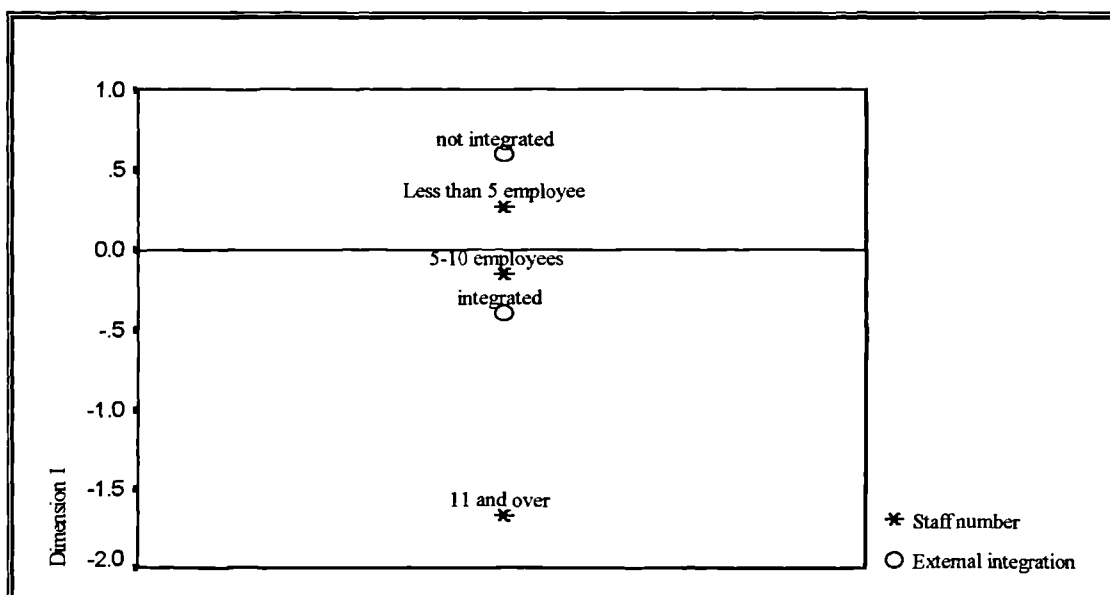 1.0
not integrated
.5
Less than 5 employee
0.0
5-10 employees
integrated
-.5
-1.0
Dimension 1
-1.5
11 and over
-2.0
Staff number
External integration